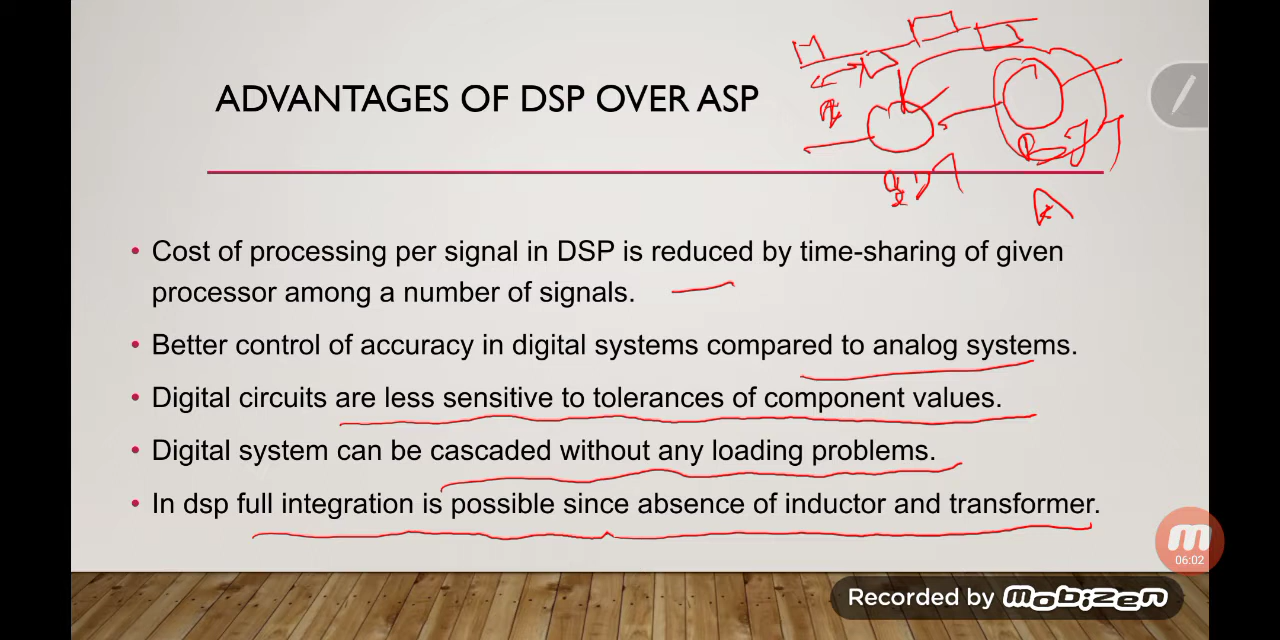 ADVANTAGES OF DSP OVER ASP
• Cost of processing per signal in DSP is reduced by time-sharing of given
processor among a number of signals.
• Better control of accuracy in digital systems compared to analog systems.
• Digital circuits are less sensitive to tolerances of component values.
• Digital system can be cascaded without any loading problems.
• In dsp full integration is possible since absence of inductor and transformer.
06:02
Recorded by mobizen